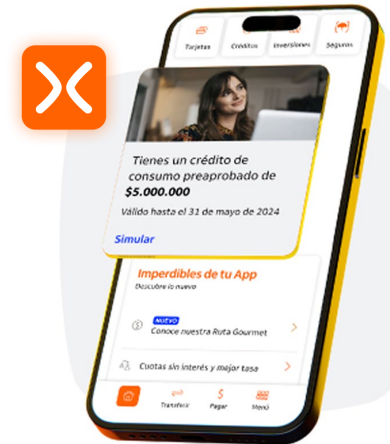 Tarjetas
Créditos
Inversiones
Seguros
Tienes un crédito de
consumo preaprobado de
$5.000.000
Válido hasta el 31 de mayo de 2024
Simular
Imperdibles de tu App
Descubre lo nuevo
NUEVO
Conoce nuestra Ruta Gourmet
Cuotas sin interés y mejor tasa
Transferir
Pagar
Menú